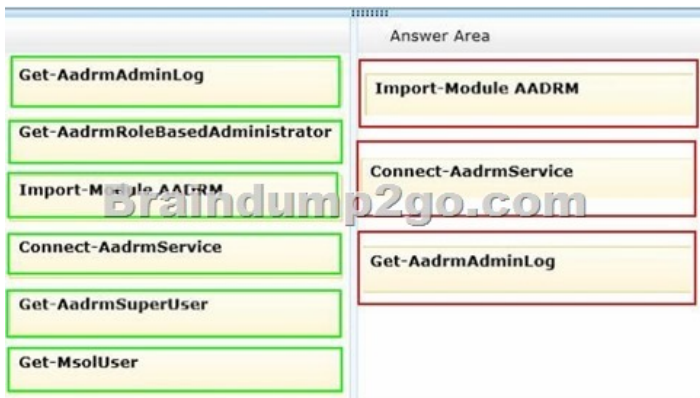 Answer Area
Get-AadrmAdminLog
Get-AadrmRoleBasedAdministrator
Import-Module AADRM
Connect-AadrmService
Get-AadrmSuperUser
Get-MsolUser
Import-Module AADRM
Connect-AadrmService
Get-AadrmAdminLog
Braindump2go.com